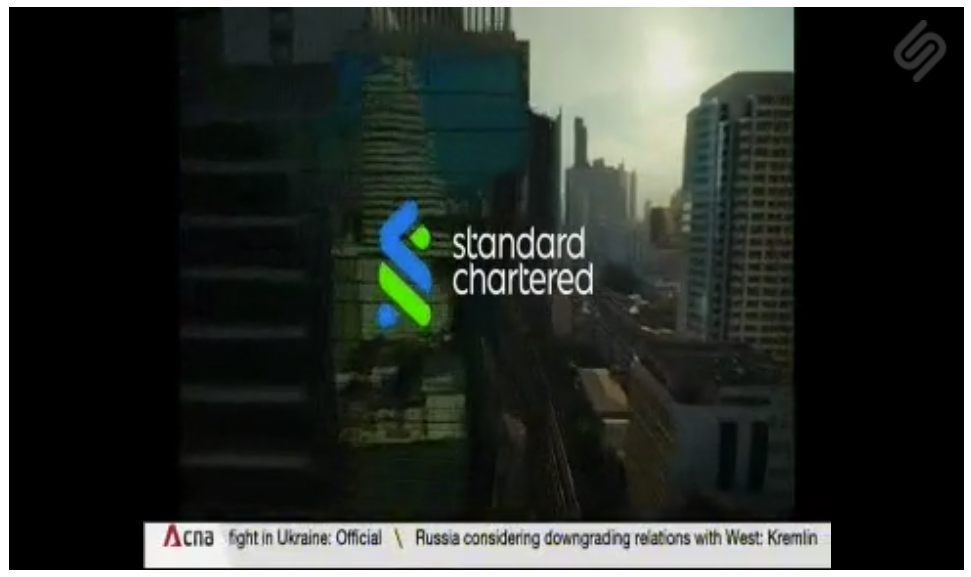 standard
chartered
cna fight in Ukraine: Official \ Russia considering downgrading relations with West: Kremlin